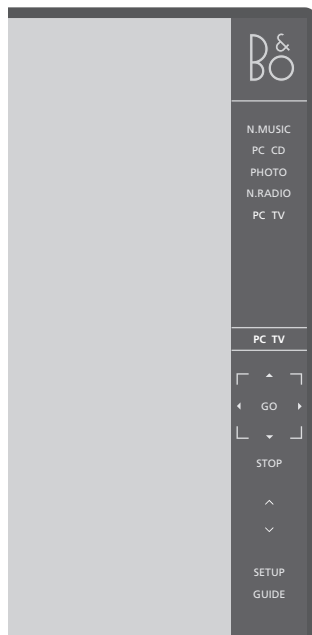 B&O
N.MUSIC
PC CD
PHOTO
N.RADIO
PC TV
PC TV
GO
STOP
SETUP
GUIDE